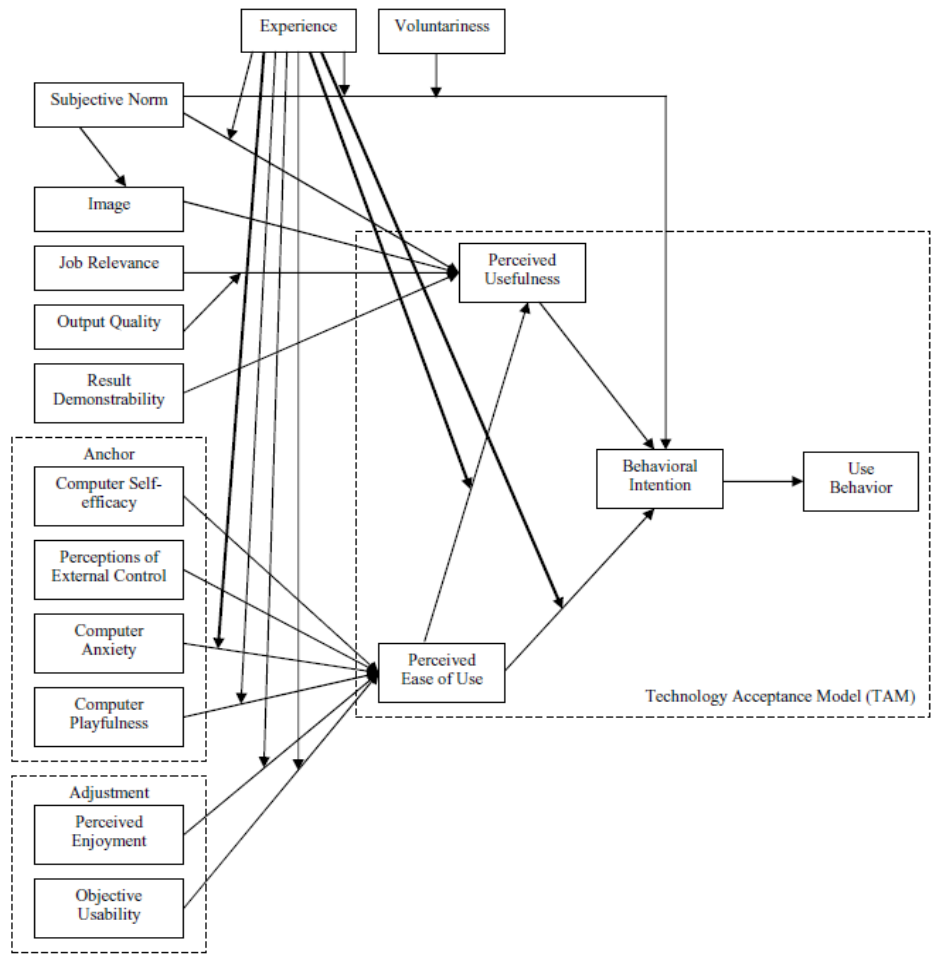 Experience
Voluntariness
Subjective Norm
Image
Job Relevance
Output Quality
Result
Demonstrability
Perceived
Usefulness
Anchor
Computer Self-
efficacy
Perceptions of
External Control
Computer
Anxiety
Computer
Playfulness
Behavioral
Intention
Use
Behavior
Perceived
Ease of Use
Technology Acceptance Model (TAM)
Adjustment
Perceived
Enjoyment
Objective
Usability